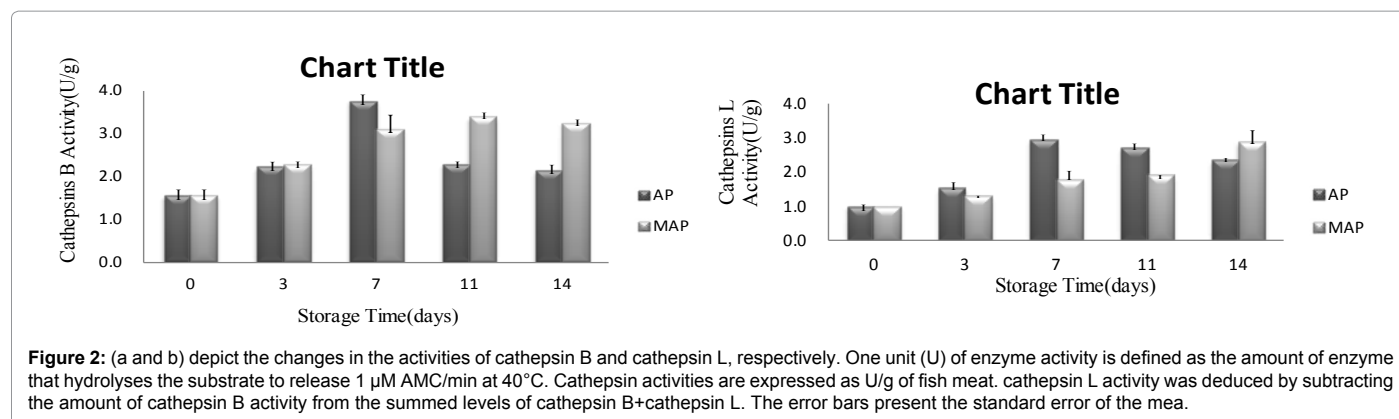 Chart Title
Cathepsins B Activity(U/g)
4.0
3.0
2.0
1.0
0.0
0 3 7 11 14
Storage Time(days)
AP
MAP
Chart Title
Cathepsins L
Activity(U/g)
4.0
3.0
2.0
1.0
0.0
0 3 7 11 14
Storage Time(days)
AP
MAP
Figure 2: (a and b) depict the changes in the activities of cathepsin B and cathepsin L, respectively. One unit (U) of enzyme activity is defined as the amount of enzyme
that hydrolyses the substrate to release 1 µM AMC/min at 40°C. Cathepsin activities are expressed as U/g of fish meat. cathepsin L activity was deduced by subtracting
the amount of cathepsin B activity from the summed levels of cathepsin B+cathepsin L. The error bars present the standard error of the mea.